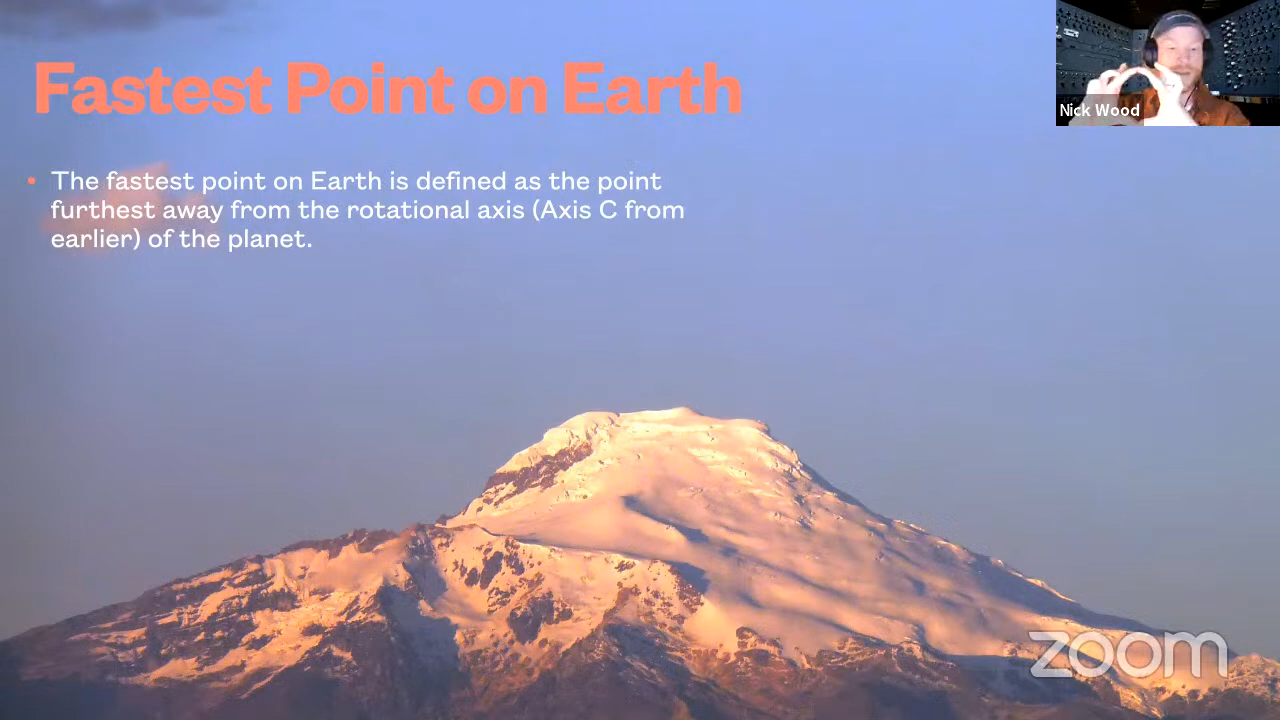 Fastest Point on Earth
Nick Wood
• The fastest point on Earth is defined as the point
furthest away from the rotational axis (Axis C from
earlier) of the planet.
zoom